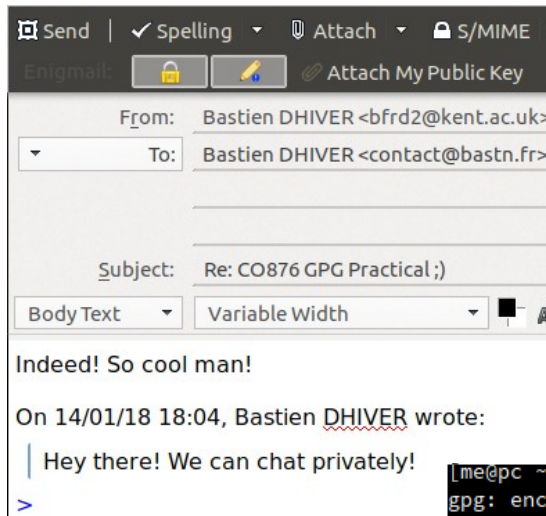 Send | Spelling Attach S/MIME
Enigmail: Attach My Public Key
From: Bastien DHIVER <bfrd2@kent.ac.uk>
To: Bastien DHIVER <contact@bastn.fr>
Subject: Re: CO876 GPG Practical ;)
Body Text Variable Width
Indeed! So cool man!
On 14/01/18 18:04, Bastien DHIVER wrote:
Hey there! We can chat privately!
>
[me@pc ~
gpg: enc